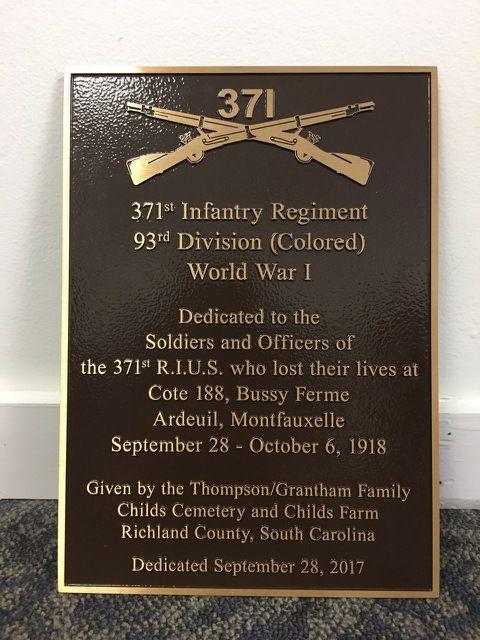 371
371st Infantry Regiment
93rd Division (Colored)
World War I
Dedicated to the
Soldiers and Officers of
the 371st R.I.U.S. who lost their lives at
Cote 188, Bussy Ferme
Ardeuil, Montfauxelle
September 28 - October 6, 1918
Given by the Thompson/Grantham Family
Childs Cemetery and Childs Farm
Richland County, South Carolina
Dedicated September 28, 2017